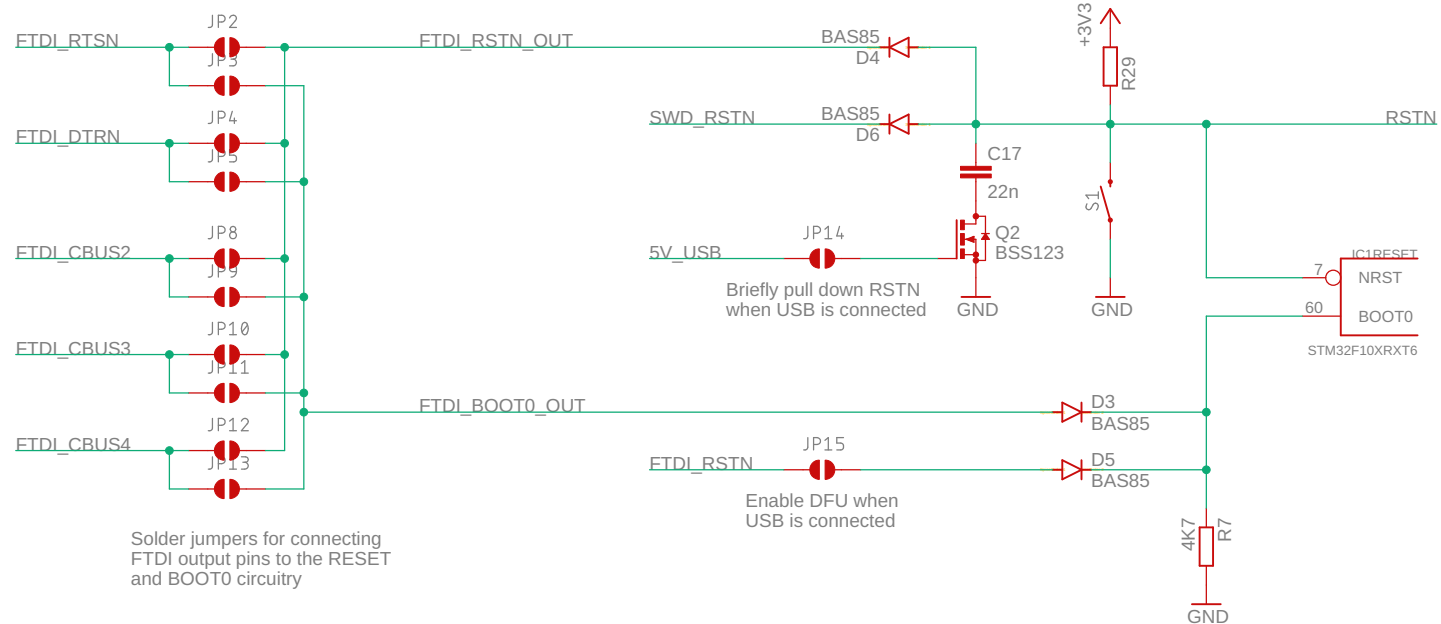 JP2
FTDI_RTSN
FTDI_RSTN_OUT
BAS85
D4
+3V3
R29
JP3
JP4
FTDI_DTRN
JP5
SWD_RSTN
BAS85
D6
RSTN
C17
22n
S1
JP8
FTDI_CBUS2
JP9
JP14
5V_USB
Q2
BSS123
Briefly pull down RSTN
when USB is connected
GND
GND
IC1RESET
7
NRST
60
BOOT0
STM32F10XRXT6
JP10
FTDI_CBUS3
JP11
FTDI_BOOT0_OUT
D3
BAS85
JP12
FTDI_CBUS4
JP13
JP15
FTDI_RSTN
D5
BAS85
Enable DFU when
USB is connected
4K7
R7
GND
Solder jumpers for connecting
FTDI output pins to the RESET
and BOOT0 circuitry